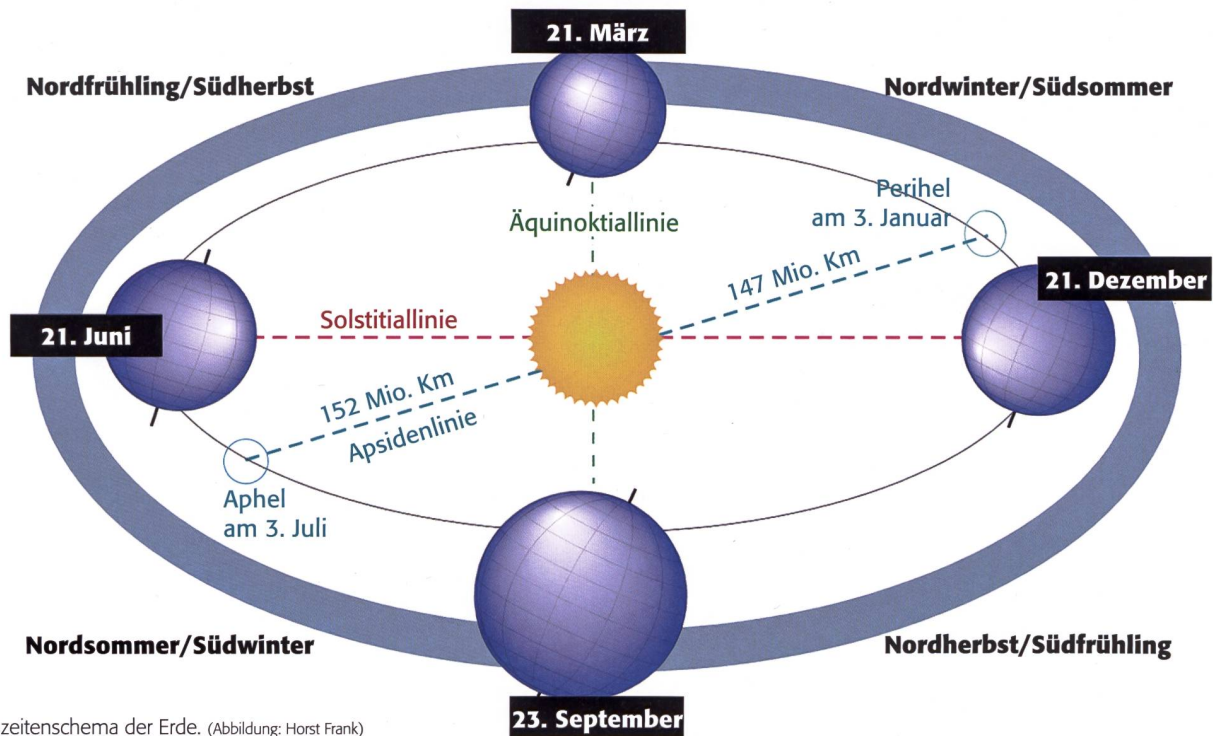 21. März
Nordfrühling/Südherbst
Nordwinter/Südsommer
Perihel
am 3. Januar
Äquinoktiallinie
147 Mio. Km
21. Dezember
Solstitiallinie
21. Juni
152 Mio. Km
Apsidenlinie
Aphel
am 3. Juli
Nordsommer/Südwinter
Nordherbst/Südfrühling
23. September
zeitenschema der Erde. (Abbildung: Horst Frank)